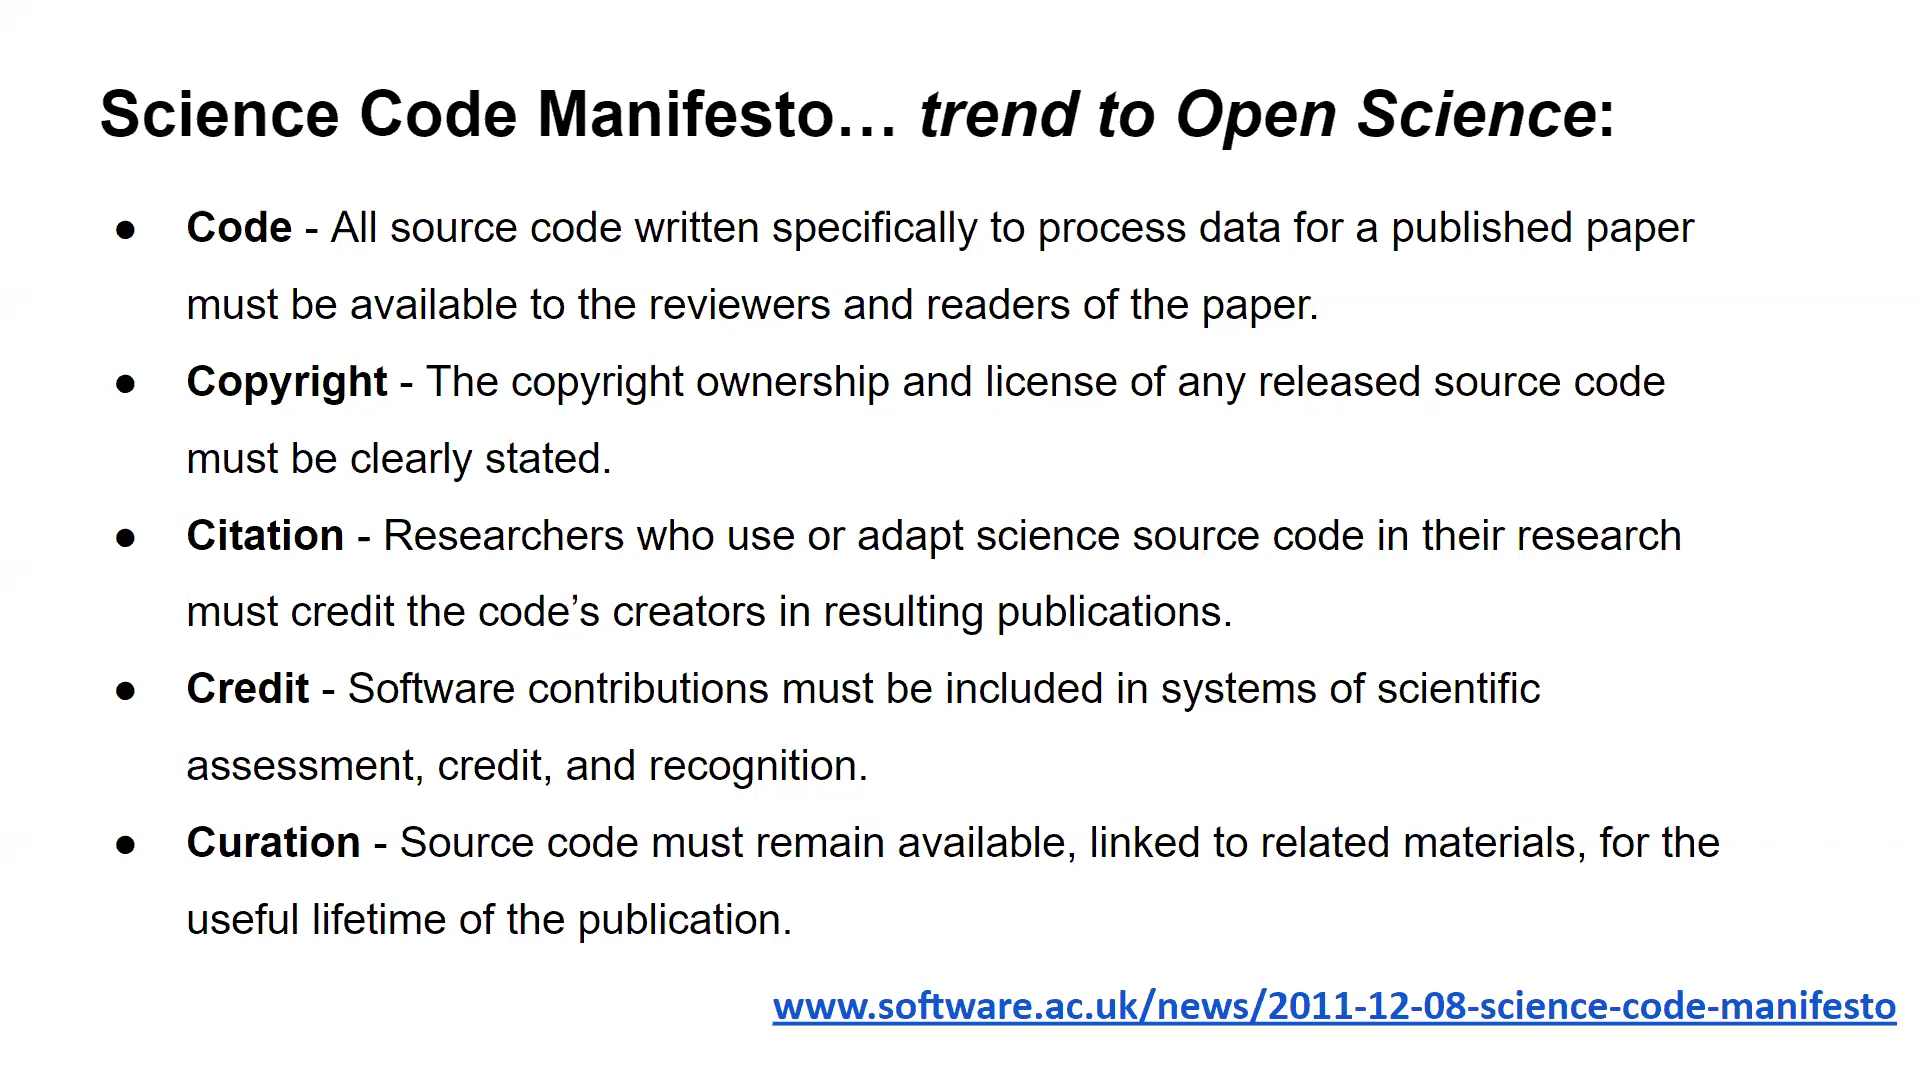 Science Code Manifesto… trend to Open Science:
● Code - All source code written specifically to process data for a published paper
must be available to the reviewers and readers of the paper.
● Copyright - The copyright ownership and license of any released source code
must be clearly stated.
● Citation - Researchers who use or adapt science source code in their research
must credit the code’s creators in resulting publications.
● Credit - Software contributions must be included in systems of scientific
assessment, credit, and recognition.
● Curation - Source code must remain available, linked to related materials, for the
useful lifetime of the publication.
www.software.ac.uk/news/2011-12-08-science-code-manifesto